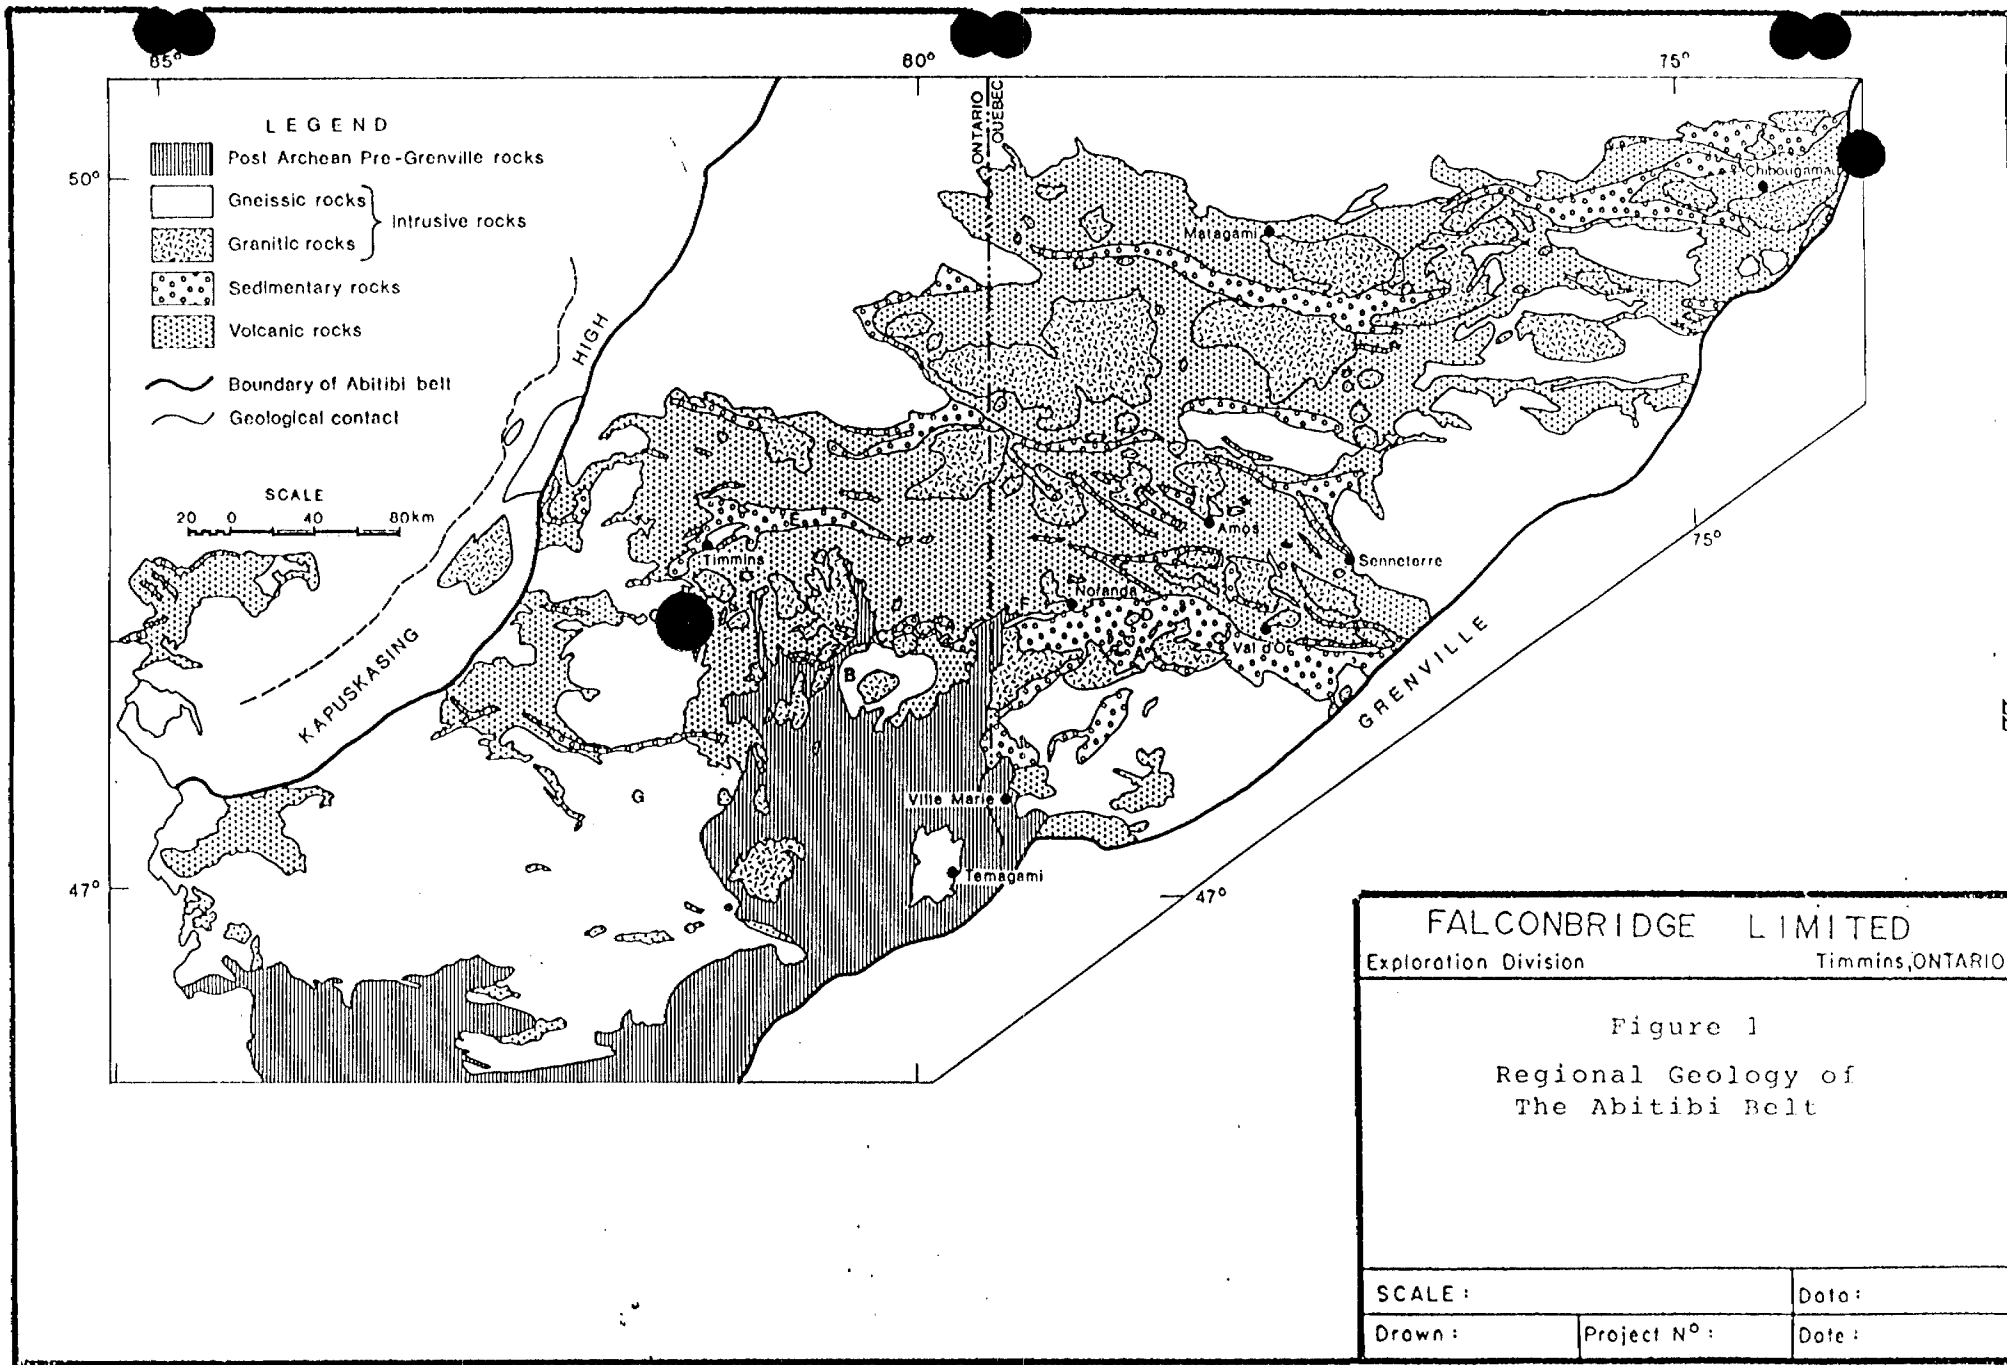 85° 80° 75°
ONTARIO
QUEBEC
LEGEND
Post Archean Pre-Grenville rocks
50°
Gneissic rocks
Intrusive rocks
Granitic rocks
Sedimentary rocks
Volcanic rocks
Boundary of Abitibi belt
Geological contact
SCALE
20 0 40 80km
KAPUSKASING HIGH
Chibougamau
Matagami
E
Timmins
Amos
Senneterre
75°
F
Noranda
D
C
A
Val d'Or
B
GRENVILLE
G
Ville Marie
Temagami
47°
47°
FALCONBRIDGE LIMITED
Exploration Division Timmins, ONTARIO
Figure 1
Regional Geology of
The Abitibi Belt
SCALE: Data:
Drawn: Project Nº: Date: